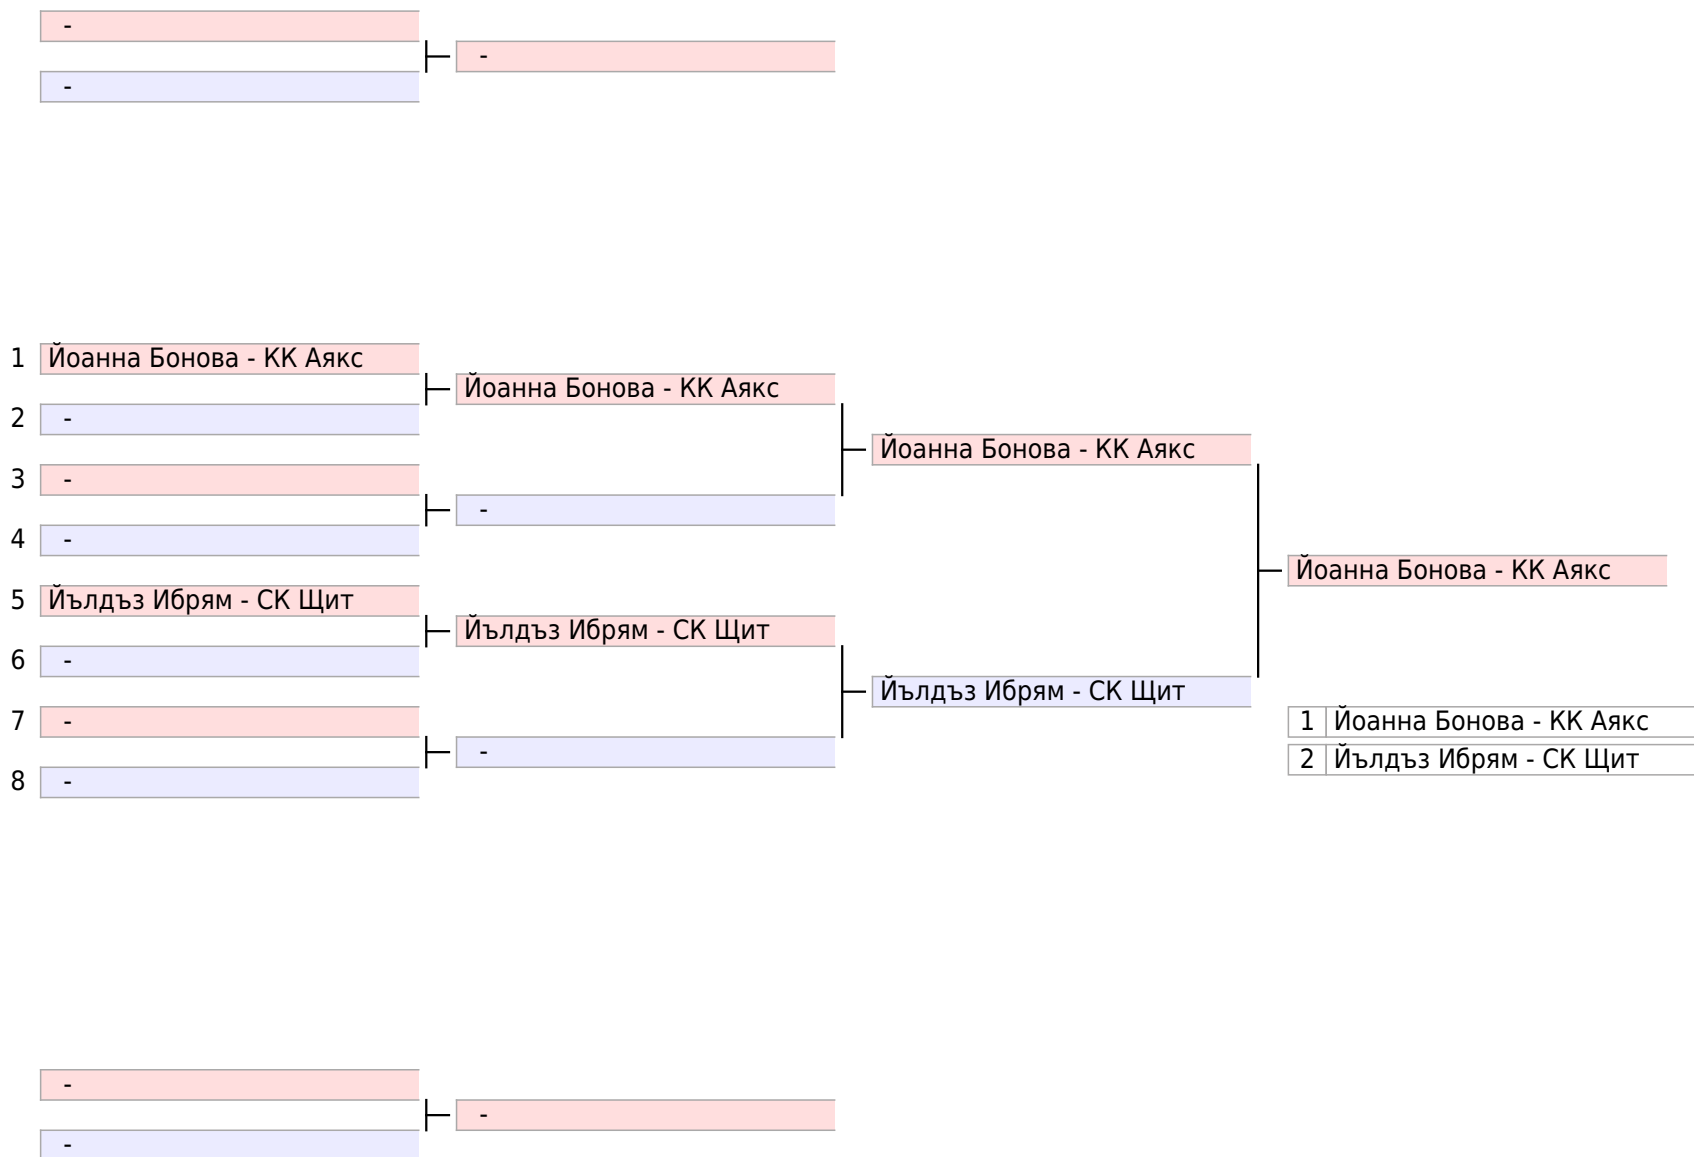 -
-
-
1 Йоанна Бонова - КК Аякс
Йоанна Бонова - КК Аякс
2 -
Йоанна Бонова - КК Аякс
3 -
-
4 -
Йоанна Бонова - КК Аякс
5 Йълдъз Ибрям - СК Щит
Йълдъз Ибрям - СК Щит
6 -
Йълдъз Ибрям - СК Щит
7 -
1 Йоанна Бонова - КК Аякс
-
2 Йълдъз Ибрям - СК Щит
8 -
-
-
-